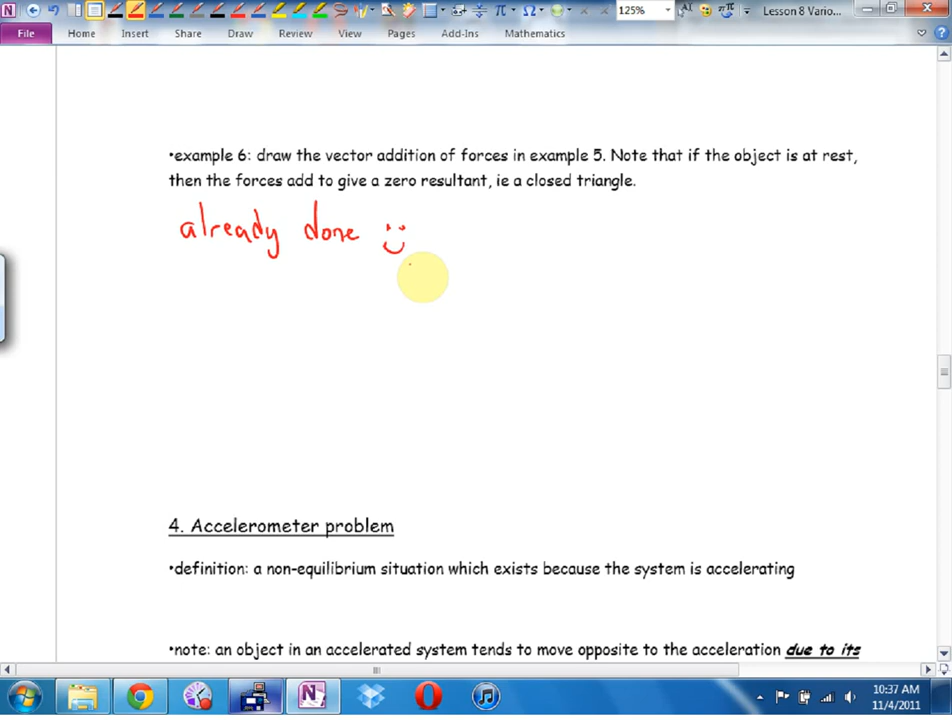 125%
Lesson 8 Vario...
File Home Insert Share Draw Review View Pages Add-Ins Mathematics
•example 6: draw the vector addition of forces in example 5. Note that if the object is at rest,
then the forces add to give a zero resultant, ie a closed triangle.
already done
4. Accelerometer problem
•definition: a non-equilibrium situation which exists because the system is accelerating
•note: an object in an accelerated system tends to move opposite to the acceleration due to its
10:37 AM
11/4/2011